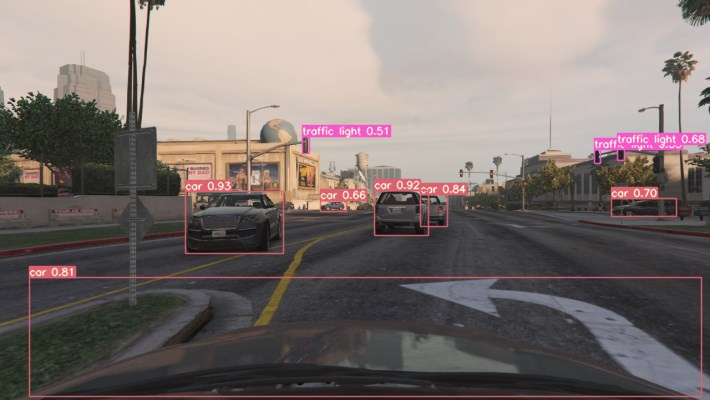 traffic light 0.51
traffic light 0.68
car 0.93
car 0.66
car 0.92
car 0.84
car 0.70
car 0.81